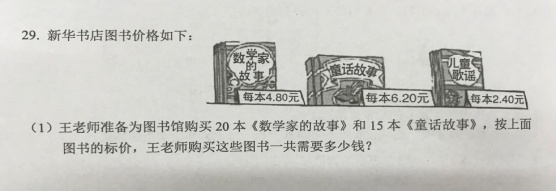 29. 新华书店图书价格如下：
数学家
的
故事
每本4.80元
童话故事
每本6.20元
儿童
歌谣
每本2.40元
（1）王老师准备为图书馆购买 20 本《数学家的故事》和 15 本《童话故事》，按上面
图书的标价，王老师购买这些图书一共需要多少钱？